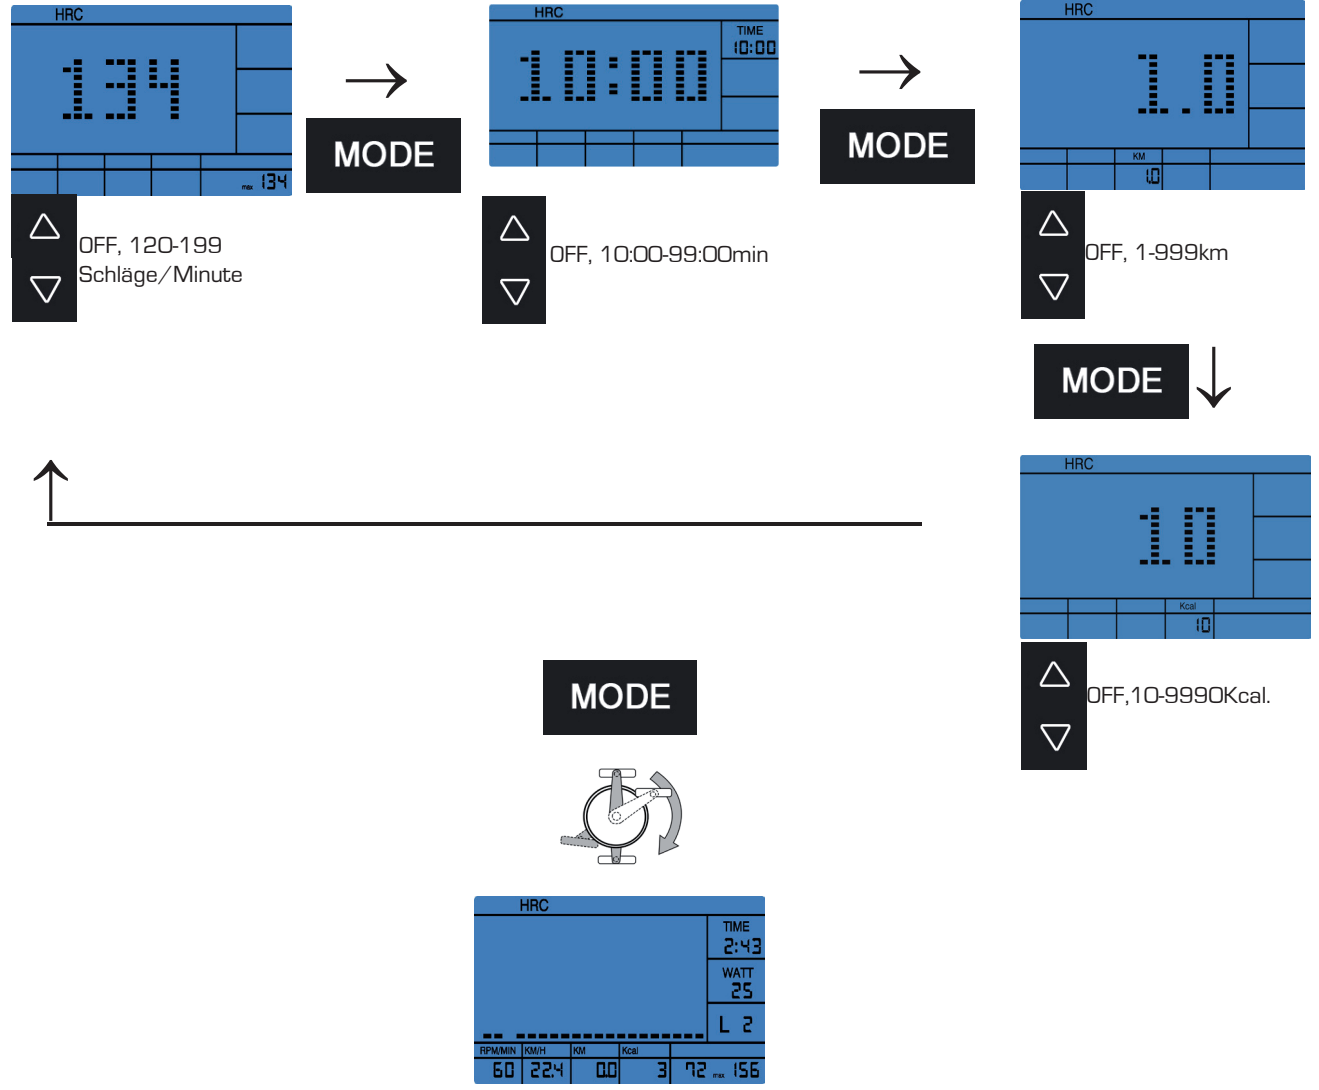 HRC
134
max 134
OFF, 120-199
Schläge/Minute
MODE
HRC
TIME
10:00
10:00
OFF, 10:00-99:00min
MODE
HRC
1.0
KM
1.0
OFF, 1-999km
MODE
HRC
10
Kcal
10
OFF,10-9990Kcal.
MODE
HRC
TIME
2:43
WATT
25
L 2
RPM/MIN KM/H KM Kcal
60 22.4 0.0 3 72 max 156